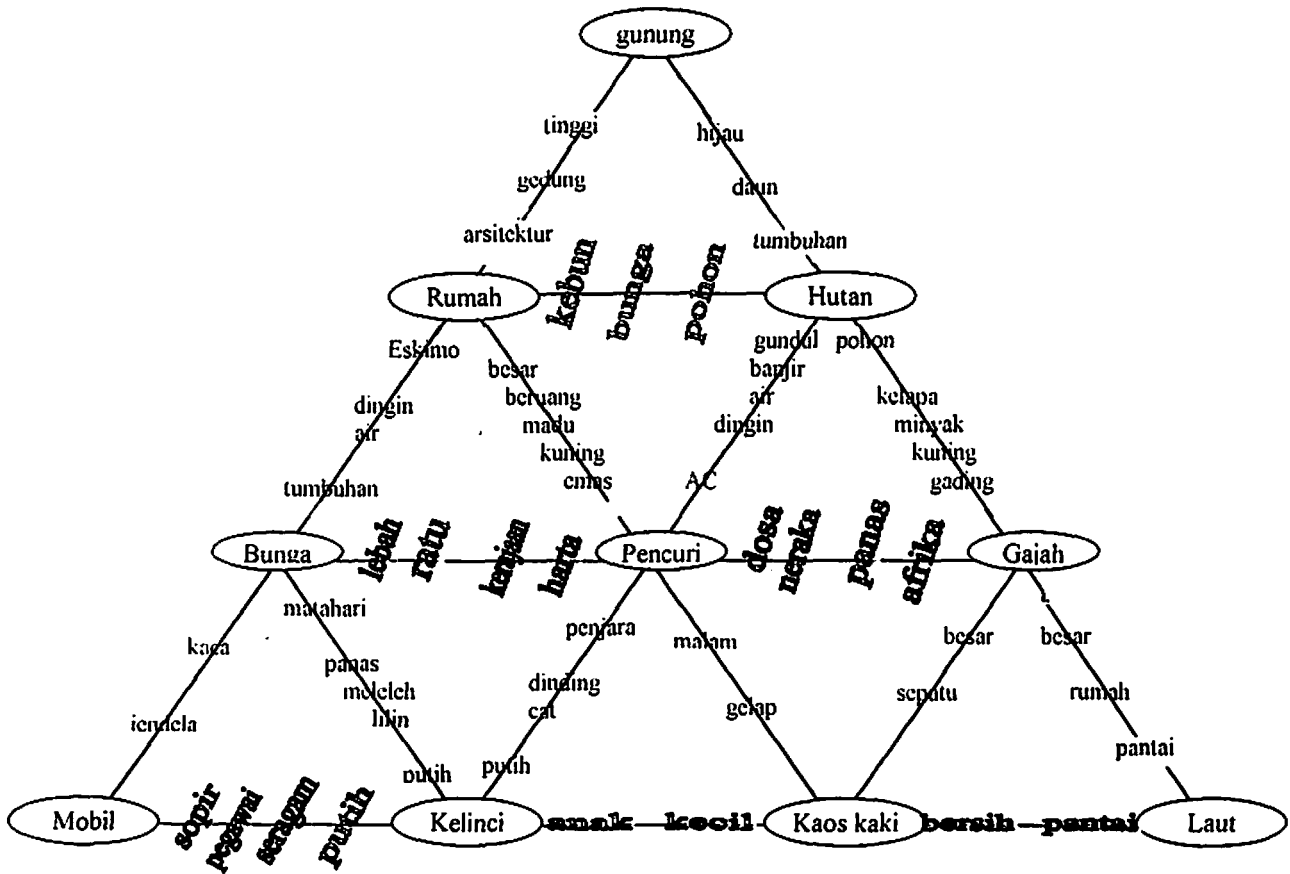 gunung
tinggi
hijau
gedung
daun
arsitektur
tumbuhan
kebun
bunga
pohon
Rumah
Hutan
Eskimo
besar
gundul
pohon
beruang
banjir
dingin
madu
air
kelapa
air
kuning
dingin
minyak
emas
kuning
tumbuhan
AC
gading
Bunga
lebah
ratu
kerajaan
harta
Pencuri
dosa
neraka
panas
afrika
Gajah
matahari
penjara
malam
besar
besar
kaca
panas
dinding
meleleh
cat
sepatu
rumah
lilin
gelap
jendela
putih
putih
pantai
Mobil
sopir
pegawai
seragam
putih
Kelinci
anak
kecil
Kaos kaki
bersih
pantai
Laut